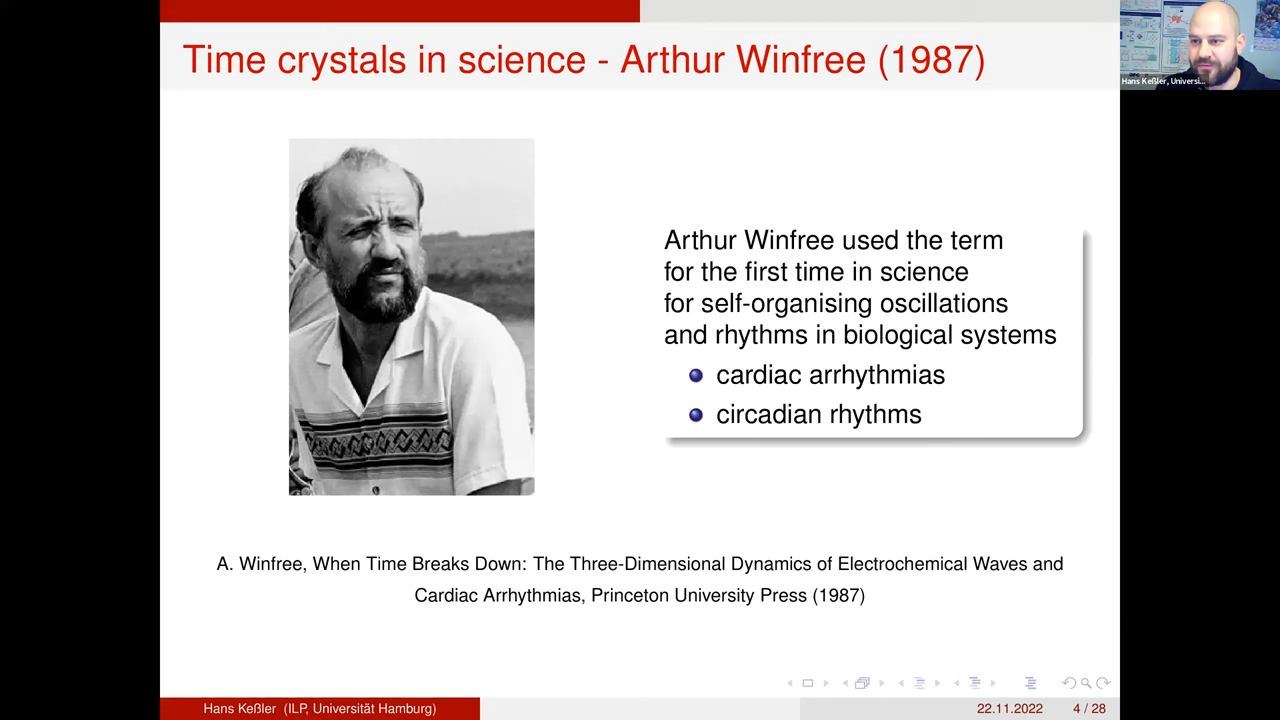 Time crystals in science - Arthur Winfree (1987)
Hans Keßler, Universi...
Arthur Winfree used the term
for the first time in science
for self-organising oscillations
and rhythms in biological systems
cardiac arrhythmias
circadian rhythms
A. Winfree, When Time Breaks Down: The Three-Dimensional Dynamics of Electrochemical Waves and
Cardiac Arrhythmias, Princeton University Press (1987)
Hans Keßler (ILP, Universität Hamburg)
22.11.2022
4 / 28